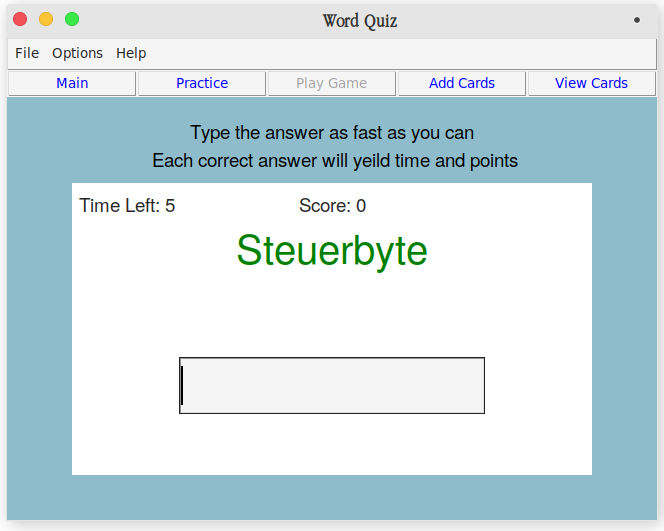 Word Quiz
File Options Help
Main Practice Play Game Add Cards View Cards
Type the answer as fast as you can
Each correct answer will yeild time and points
Time Left: 5 Score: 0
Steuerbyte